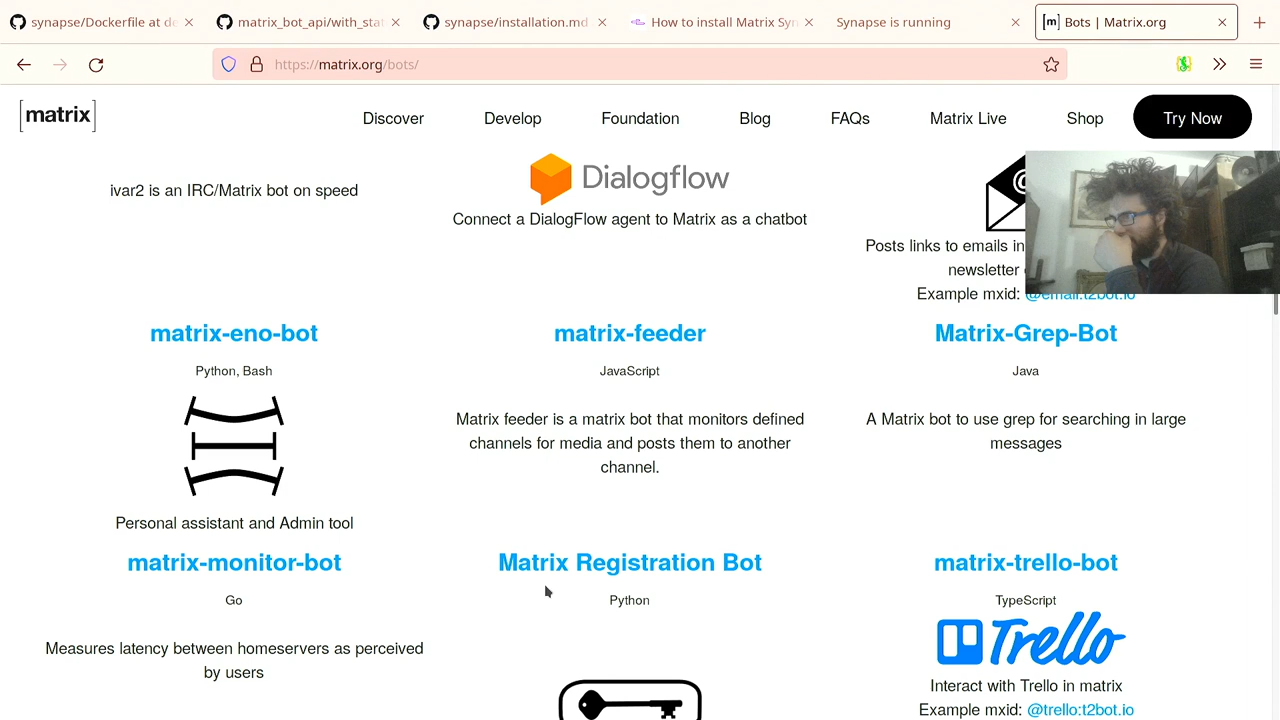 synapse/Dockerfile at de
matrix_bot_api/with_stat
synapse/installation.md
How to install Matrix Syn
Synapse is running
[m] Bots | Matrix.org
https://matrix.org/bots/
[matrix]
Discover
Develop
Foundation
Blog
FAQs
Matrix Live
Shop
Try Now
ivar2 is an IRC/Matrix bot on speed
Dialogflow
Connect a DialogFlow agent to Matrix as a chatbot
@
Posts links to emails in
newsletter
Example mxid: @email:t2bot.io
matrix-eno-bot
Python, Bash
Personal assistant and Admin tool
matrix-feeder
JavaScript
Matrix feeder is a matrix bot that monitors defined
channels for media and posts them to another
channel.
Matrix-Grep-Bot
Java
A Matrix bot to use grep for searching in large
messages
matrix-monitor-bot
Go
Measures latency between homeservers as perceived
by users
Matrix Registration Bot
Python
matrix-trello-bot
TypeScript
Trello
Interact with Trello in matrix
Example mxid: @trello:t2bot.io